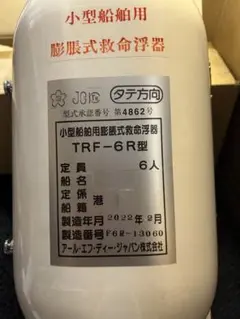 小型船舶用
膨脹式救命浮器
JCI
タテ方向
型式承認番号 第4862号
小型船舶用膨脹式救命浮器
TRF-6R型
定員 6人
船名
定係港
船籍
製造年月 2022年2月
製造番号 F6R-13060
アール・エフ・ディー・ジャパン株式会社